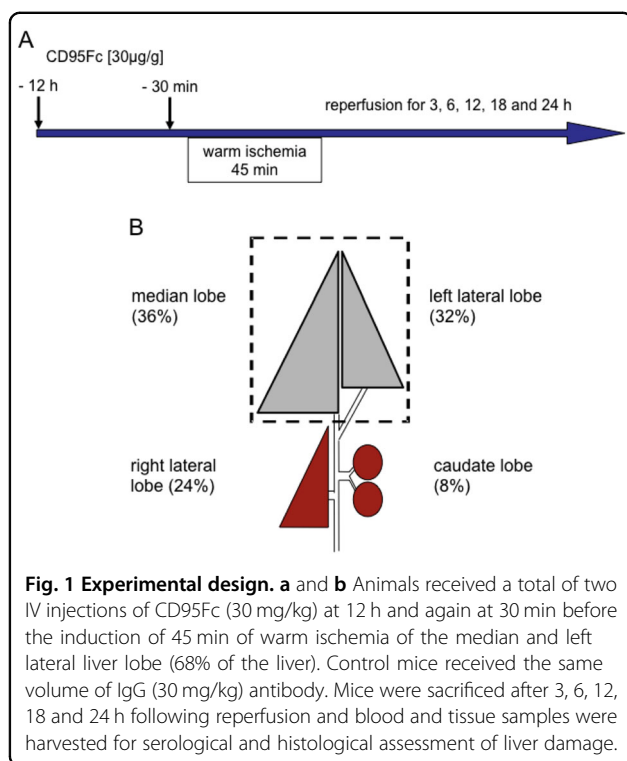 A
CD95Fc [30µg/g]
- 12 h
- 30 min
reperfusion for 3, 6, 12, 18 and 24 h
warm ischemia
45 min
B
median lobe
(36%)
left lateral lobe
(32%)
right lateral
lobe (24%)
caudate lobe
(8%)
Fig. 1 Experimental design. a and b Animals received a total of two
IV injections of CD95Fc (30 mg/kg) at 12 h and again at 30 min before
the induction of 45 min of warm ischemia of the median and left
lateral liver lobe (68% of the liver). Control mice received the same
volume of IgG (30 mg/kg) antibody. Mice were sacrificed after 3, 6, 12,
18 and 24 h following reperfusion and blood and tissue samples were
harvested for serological and histological assessment of liver damage.